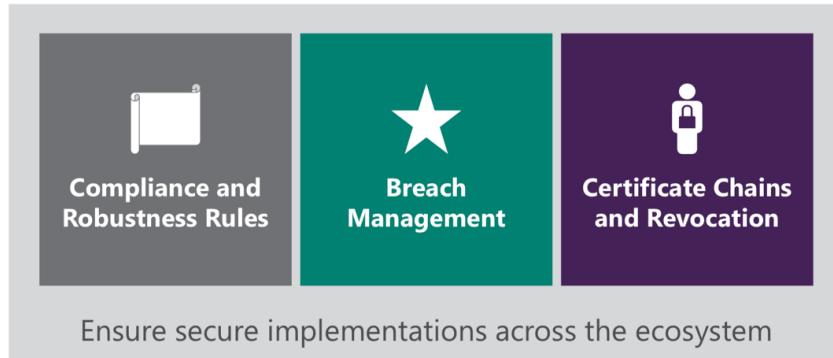 Compliance and
Robustness Rules
Breach
Management
Certificate Chains
and Revocation
Ensure secure implementations across the ecosystem